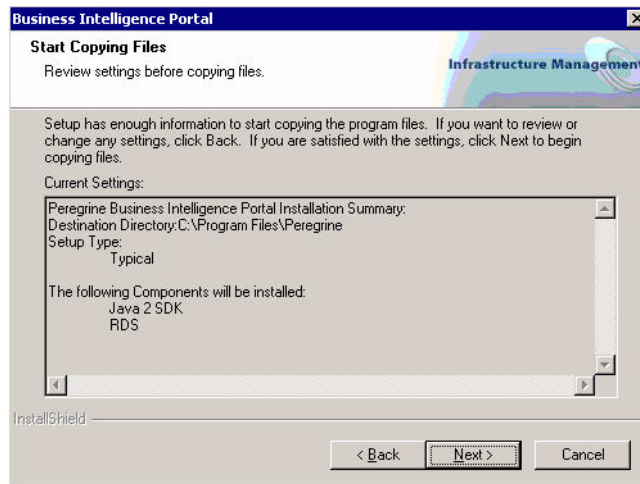 Business Intelligence Portal
Start Copying Files
Review settings before copying files.
Infrastructure Management
Setup has enough information to start copying the program files. If you want to review or
change any settings, click Back. If you are satisfied with the settings, click Next to begin
copying files.
Current Settings:
Peregrine Business Intelligence Portal Installation Summary:
Destination Directory:C:\Program Files\Peregrine
Setup Type:
Typical
The following Components will be installed:
Java 2 SDK
RDS
InstallShield
< Back
Next >
Cancel